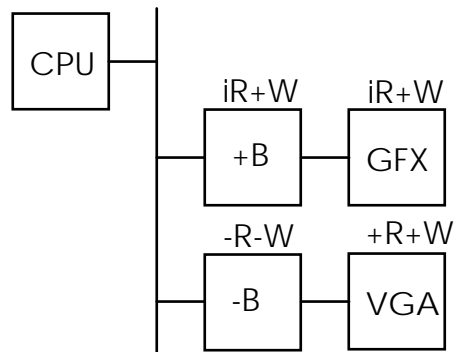 CPU
iR+W
iR+W
+B
GFX
-R-W
+R+W
-B
VGA